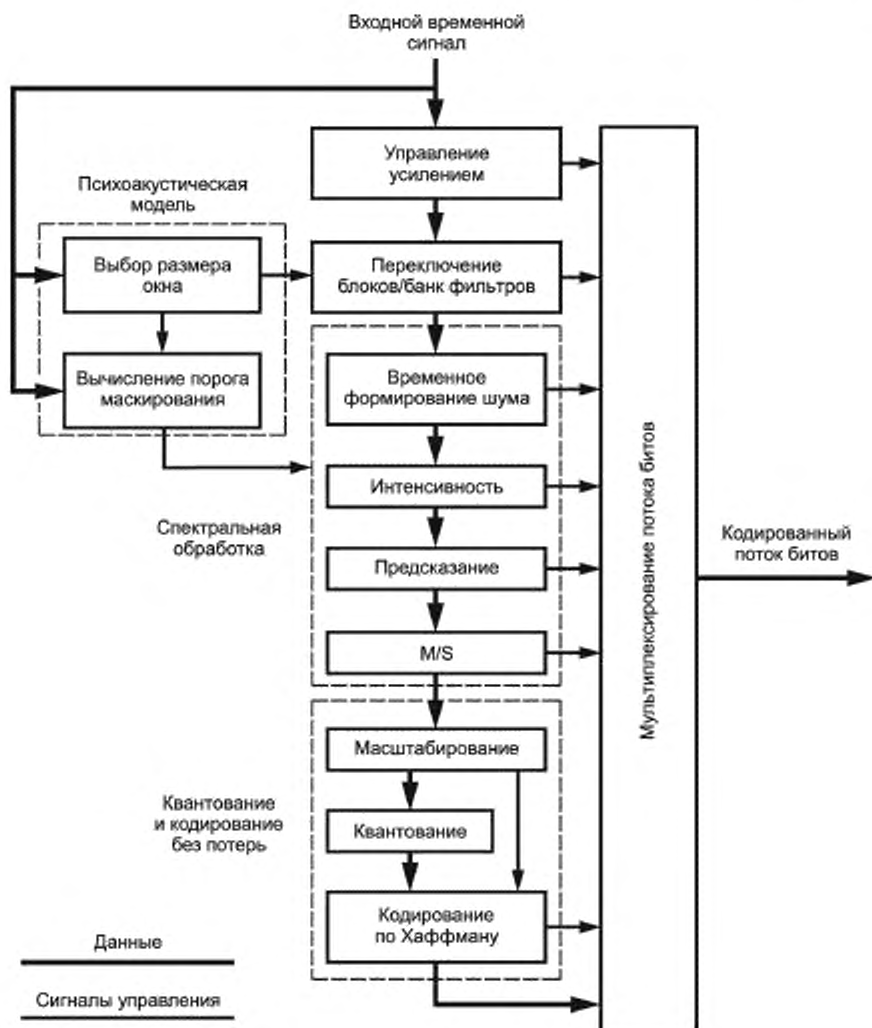 Входной временной
сигнал
Управление
усилением
Психоакустическая
модель
Выбор размера
окна
Переключение
блоков/банк фильтров
Вычисление порога
маскирования
Временное
формирование шума
Интенсивность
Спектральная
обработка
Предсказание
M/S
Мультиплексирование потока битов
Кодированный
поток битов
Масштабирование
Квантование
и кодирование
без потерь
Квантование
Кодирование
по Хаффману
Данные
Сигналы управления